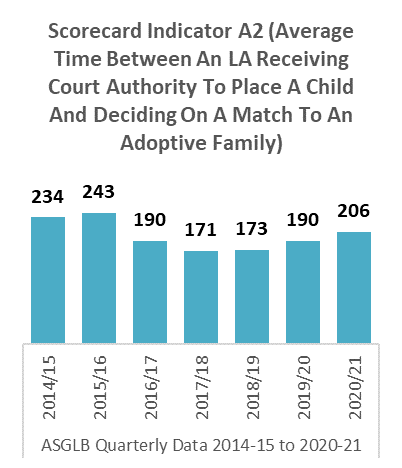 Scorecard Indicator A2 (Average
Time Between An LA Receiving
Court Authority To Place A Child
And Deciding On A Match To An
Adoptive Family)
234
243
190
171
173
190
206
2014/15
2015/16
2016/17
2017/18
2018/19
2019/20
2020/21
ASGLB Quarterly Data 2014-15 to 2020-21